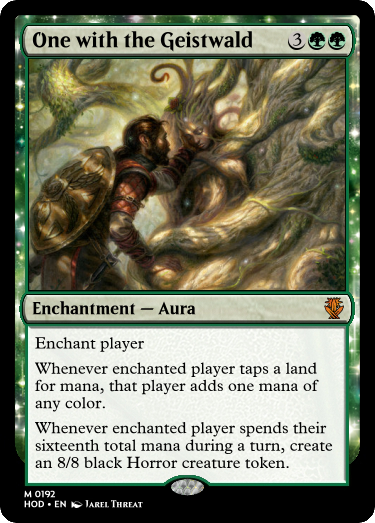 One with the Geistwald 3
Enchantment — Aura
Enchant player
Whenever enchanted player taps a land
for mana, that player adds one mana of
any color.
Whenever enchanted player spends their
sixteenth total mana during a turn, create
an 8/8 black Horror creature token.
M 0192
HOD • EN Jarel Threat